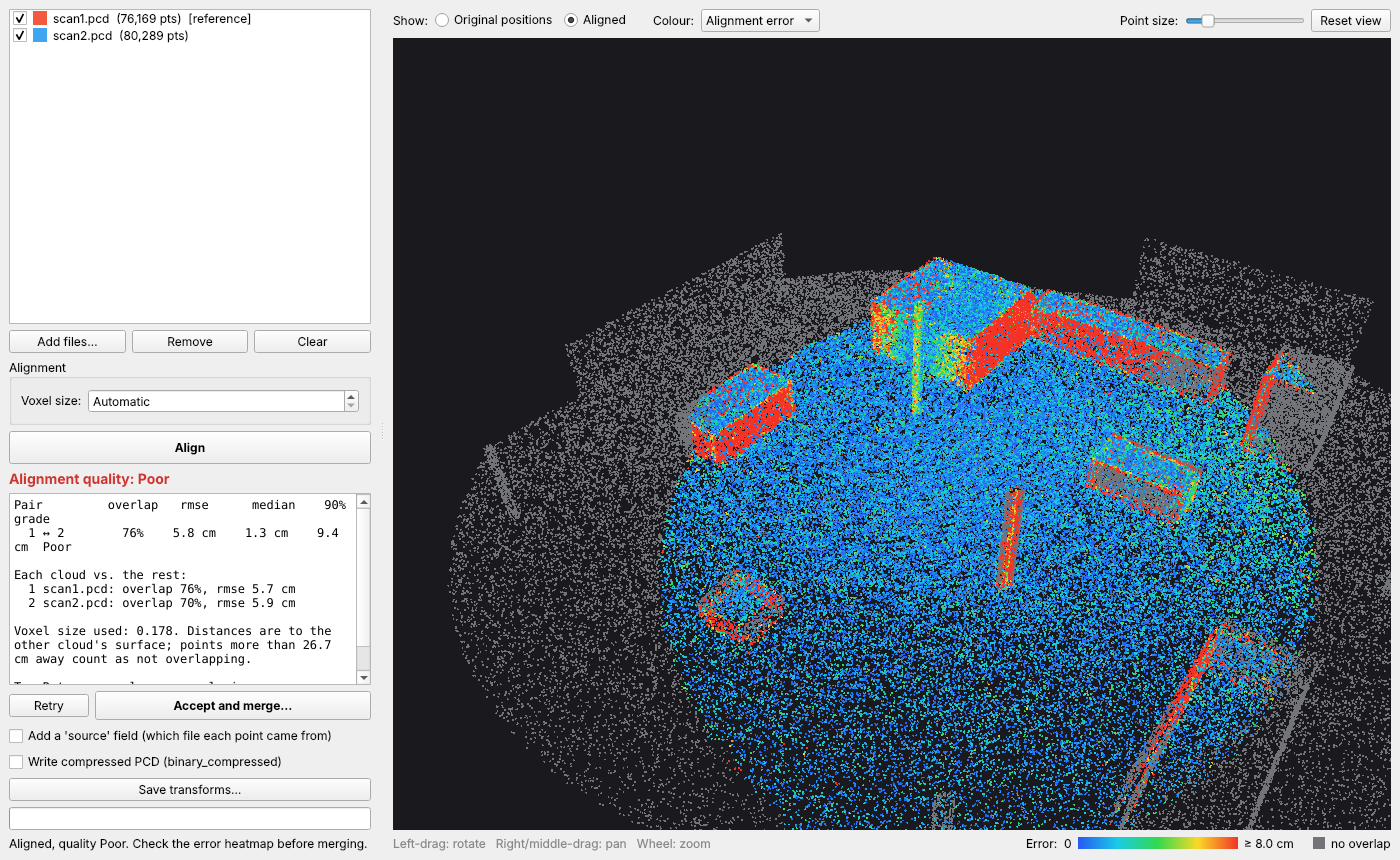 scan1.pcd (76,169 pts) [reference]
scan2.pcd (80,289 pts)
Add files...
Remove
Clear
Alignment
Voxel size:
Automatic
Align
Alignment quality: Poor
Pair overlap rmse median 90%
grade
1 ↔ 2 76% 5.8 cm 1.3 cm 9.4
cm Poor
Each cloud vs. the rest:
1 scan1.pcd: overlap 76%, rmse 5.7 cm
2 scan2.pcd: overlap 70%, rmse 5.9 cm
Voxel size used: 0.178. Distances are to the
other cloud's surface; points more than 26.7
cm away count as not overlapping.
Retry
Accept and merge...
Add a 'source' field (which file each point came from)
Write compressed PCD (binary_compressed)
Save transforms...
Aligned, quality Poor. Check the error heatmap before merging.
Show:
Original positions
Aligned
Colour:
Alignment error
Point size:
Reset view
Left-drag: rotate Right/middle-drag: pan Wheel: zoom
Error: 0
≥ 8.0 cm
no overlap